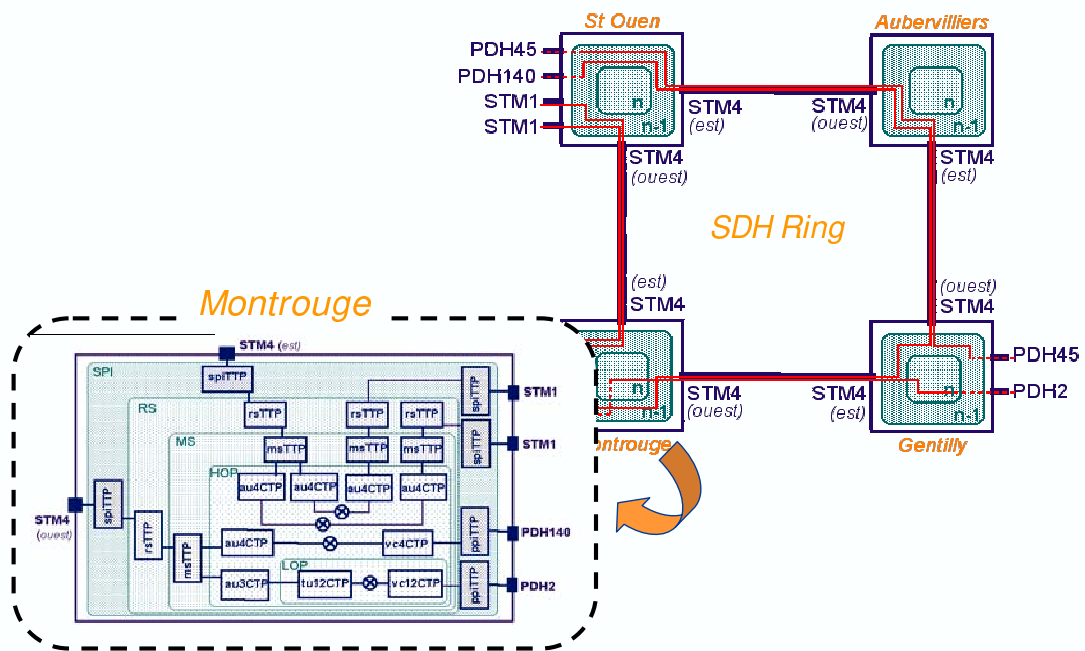 St Ouen
Aubervilliers
PDH45
PDH140
STM1
STM1
n
n-1
STM4
(est)
STM4
(ouest)
n
n-1
STM4
(ouest)
STM4
(est)
SDH Ring
(est)
STM4
(ouest)
STM4
Montrouge
n
n-1
ontrouge
STM4
(ouest)
STM4
(est)
n
n-1
PDH45
PDH2
Gentilly
STM4 (est)
SPI
spiTTP
spiTTP
STM1
RS
rsTTP
rsTTP
rsTTP
MS
msTTP
msTTP
msTTP
spiTTP
STM1
HOP
au4CTP
au4CTP
au4CTP
au4CTP
STM4
(ouest)
spiTTP
rsTTP
msTTP
au4CTP
vc4CTP
ppiTTP
PDH140
LOP
au3CTP
tu12CTP
vc12CTP
ppiTTP
PDH2